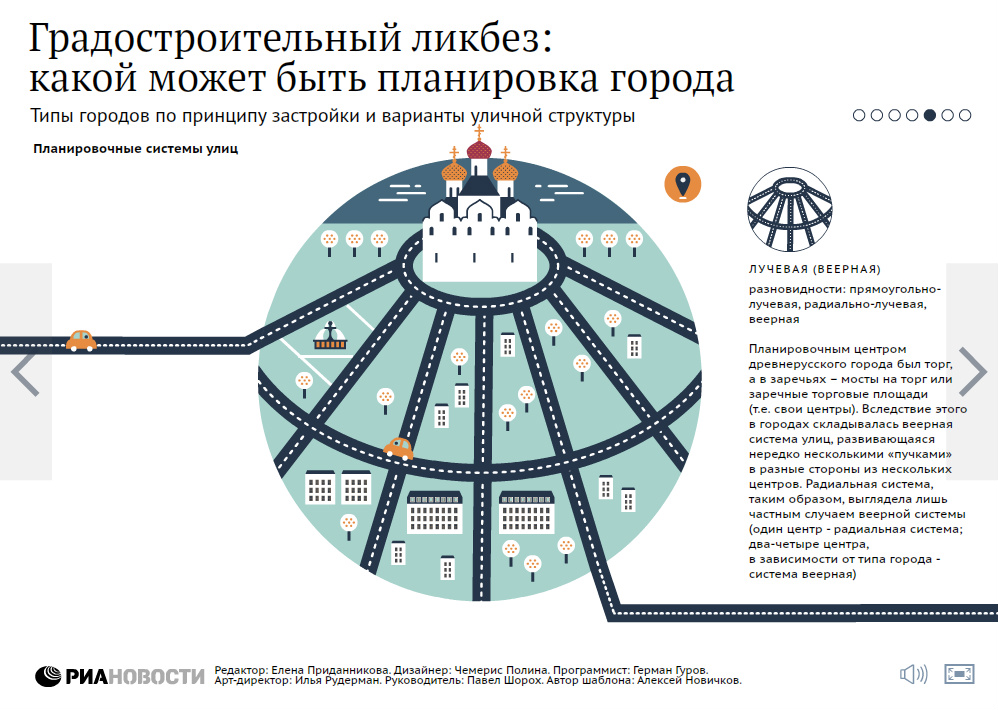 Градостроительный ликбез:
какой может быть планировка города
Типы городов по принципу застройки и варианты уличной структуры
Планировочные системы улиц
ЛУЧЕВАЯ (ВЕЕРНАЯ)
разновидности: прямоугольно-
лучевая, радиально-лучевая,
веерная
Планировочным центром
древнерусского города был торг,
а в заречьях – мосты на торг или
заречные торговые площади
(т.е. свои центры). Вследствие этого
в городах складывалась веерная
система улиц, развивающаяся
нередко несколькими «пучками»
в разные стороны из нескольких
центров. Радиальная система,
таким образом, выглядела лишь
частным случаем веерной системы
(один центр - радиальная система;
два-четыре центра,
в зависимости от типа города -
система веерная)
РИАНОВОСТИ
Редактор: Елена Приданникова. Дизайнер: Чемерис Полина. Программист: Герман Гуров.
Арт-директор: Илья Рудерман. Руководитель: Павел Шорох. Автор шаблона: Алексей Новичков.